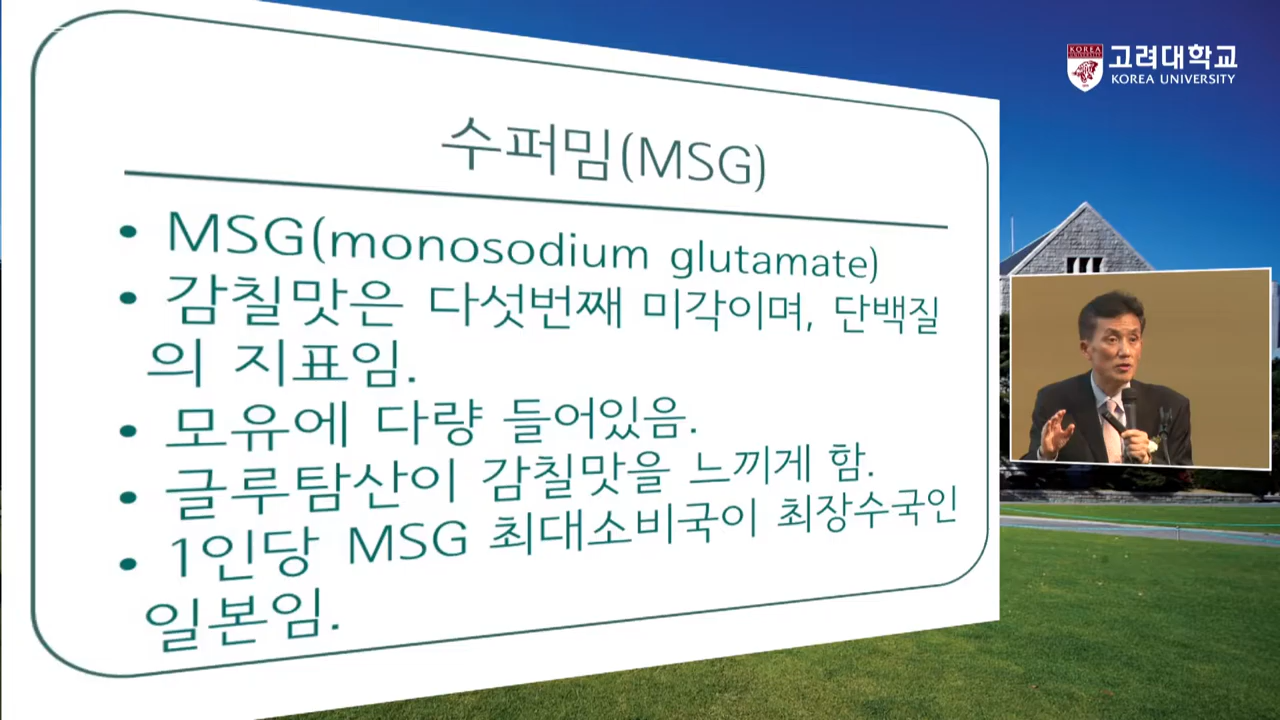 고려대학교
KOREA UNIVERSITY
수퍼밈(MSG)
• MSG(monosodium glutamate)
• 감칠맛은 다섯번째 미각이며, 단백질
의 지표임.
• 모유에 다량 들어있음.
• 글루탐산이 감칠맛을 느끼게 함.
• 1인당 MSG 최대소비국이 최장수국인
일본임.